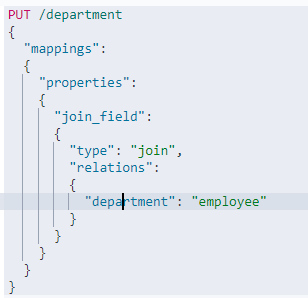 PUT /department
{
  "mappings":
  {
    "properties":
    {
      "join_field":
      {
        "type": "join",
        "relations":
        {
          "department": "employee"
        }
      }
    }
  }
}